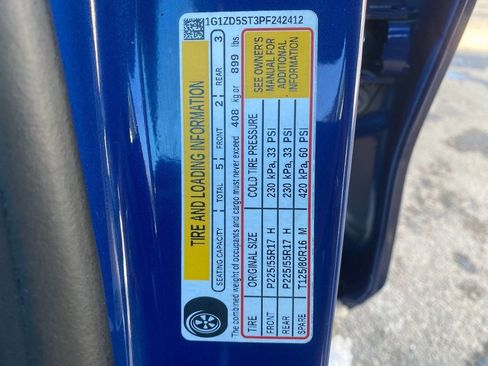 1G1ZD5ST3PF242412
TIRE AND LOADING INFORMATION
SEATING CAPACITY TOTAL 5 FRONT 2 REAR 3
The combined weight of occupants and cargo must never exceed 408 kg or 899 lbs.
TIRE ORIGINAL SIZE COLD TIRE PRESSURE
FRONT P225/55R17 H 230 kPa, 33 PSI
REAR P225/55R17 H 230 kPa, 33 PSI
SPARE T125/80R16 M 420 kPa, 60 PSI
SEE OWNER'S
MANUAL FOR
ADDITIONAL
INFORMATION